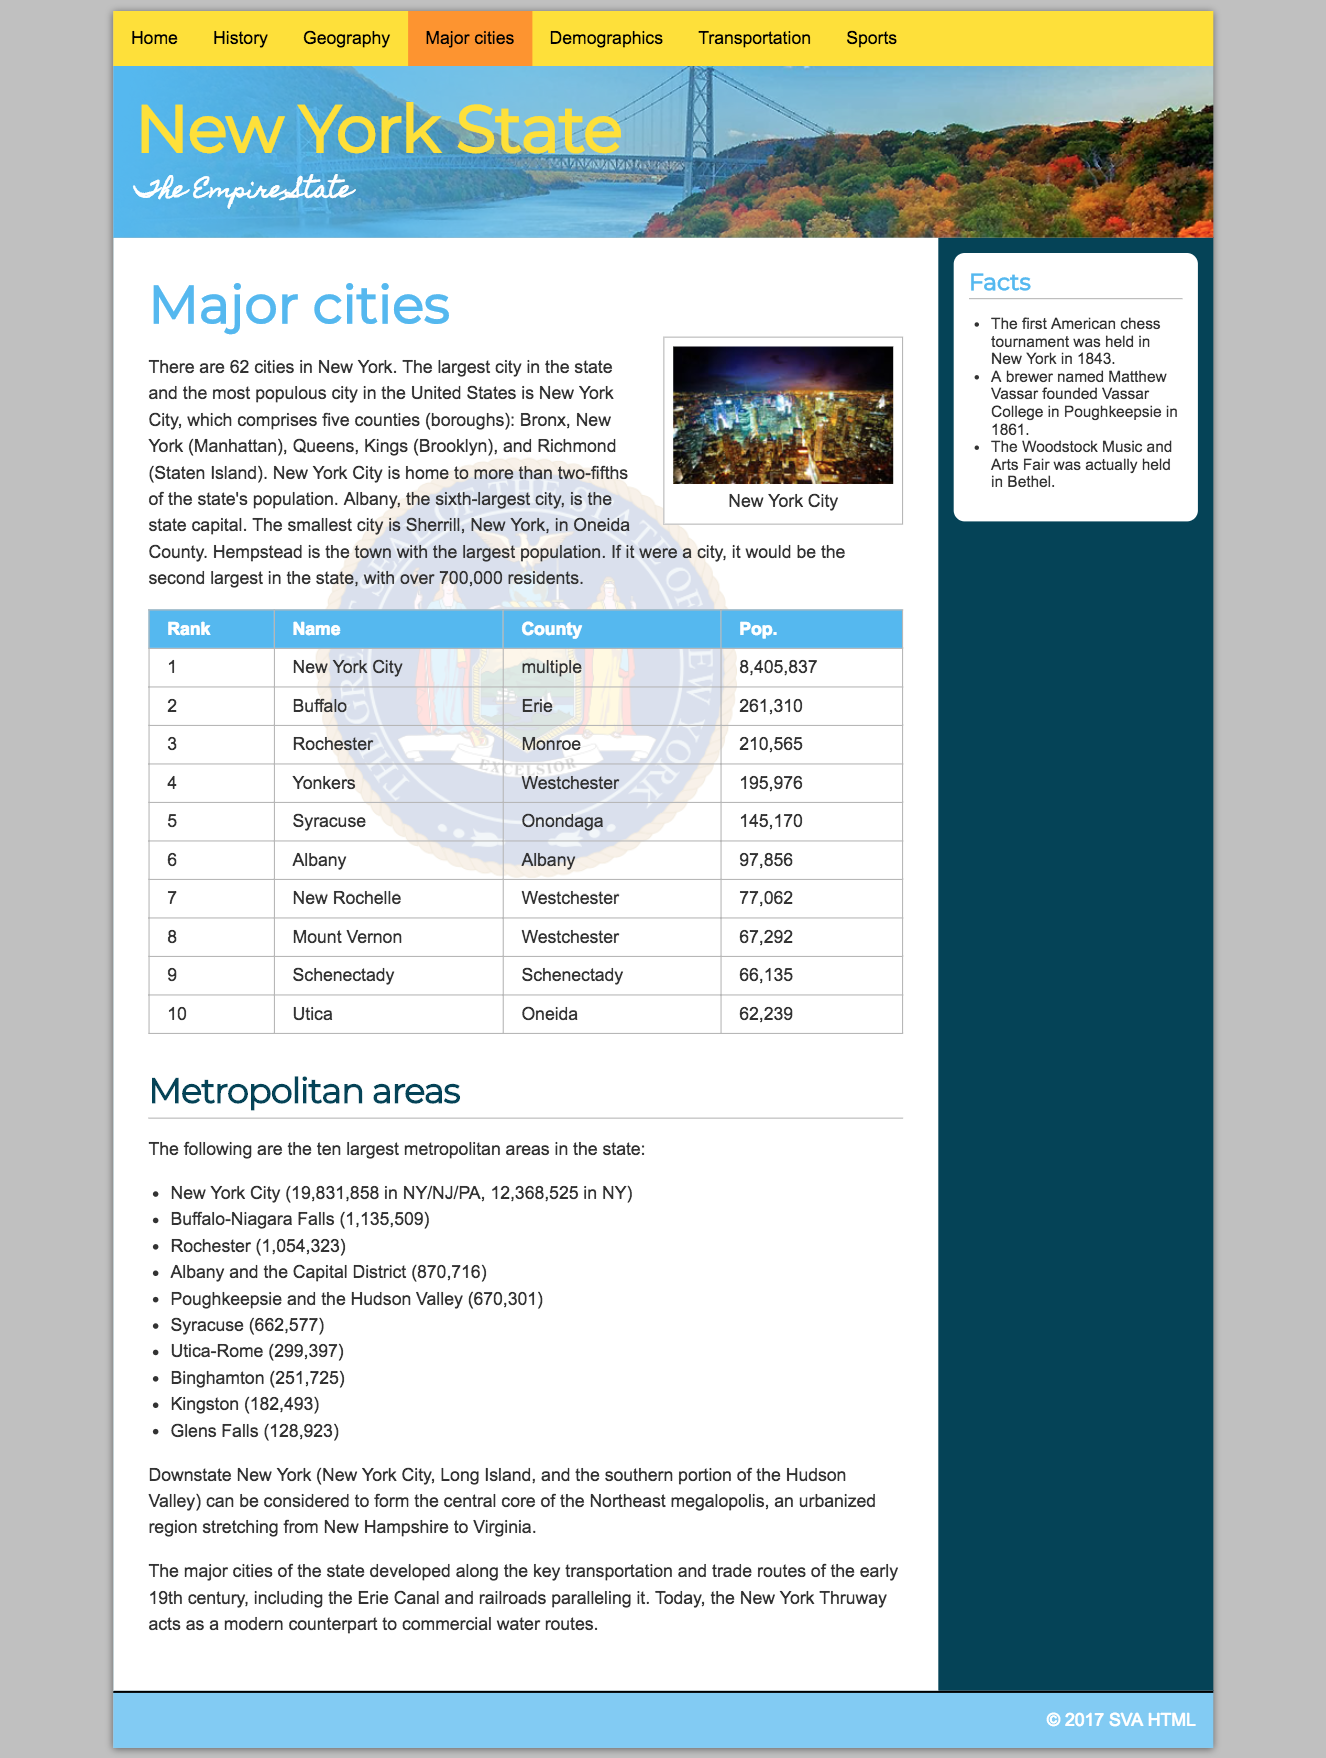 Home History Geography Major cities Demographics Transportation Sports
New York State
The Empire State
Major cities
There are 62 cities in New York. The largest city in the state
and the most populous city in the United States is New York
City, which comprises five counties (boroughs): Bronx, New
York (Manhattan), Queens, Kings (Brooklyn), and Richmond
(Staten Island). New York City is home to more than two-fifths
of the state's population. Albany, the sixth-largest city, is the
state capital. The smallest city is Sherrill, New York, in Oneida
County. Hempstead is the town with the largest population. If it were a city, it would be the
second largest in the state, with over 700,000 residents.
New York City
THE GREAT SEAL OF THE STATE OF NEW YORK
EXCELSIOR
Rank Name County Pop.
1 New York City multiple 8,405,837
2 Buffalo Erie 261,310
3 Rochester Monroe 210,565
4 Yonkers Westchester 195,976
5 Syracuse Onondaga 145,170
6 Albany Albany 97,856
7 New Rochelle Westchester 77,062
8 Mount Vernon Westchester 67,292
9 Schenectady Schenectady 66,135
10 Utica Oneida 62,239
Metropolitan areas
The following are the ten largest metropolitan areas in the state:
• New York City (19,831,858 in NY/NJ/PA, 12,368,525 in NY)
• Buffalo-Niagara Falls (1,135,509)
• Rochester (1,054,323)
• Albany and the Capital District (870,716)
• Poughkeepsie and the Hudson Valley (670,301)
• Syracuse (662,577)
• Utica-Rome (299,397)
• Binghamton (251,725)
• Kingston (182,493)
• Glens Falls (128,923)
Downstate New York (New York City, Long Island, and the southern portion of the Hudson
Valley) can be considered to form the central core of the Northeast megalopolis, an urbanized
region stretching from New Hampshire to Virginia.
The major cities of the state developed along the key transportation and trade routes of the early
19th century, including the Erie Canal and railroads paralleling it. Today, the New York Thruway
acts as a modern counterpart to commercial water routes.
Facts
• The first American chess
tournament was held in
New York in 1843.
• A brewer named Matthew
Vassar founded Vassar
College in Poughkeepsie in
1861.
• The Woodstock Music and
Arts Fair was actually held
in Bethel.
© 2017 SVA HTML